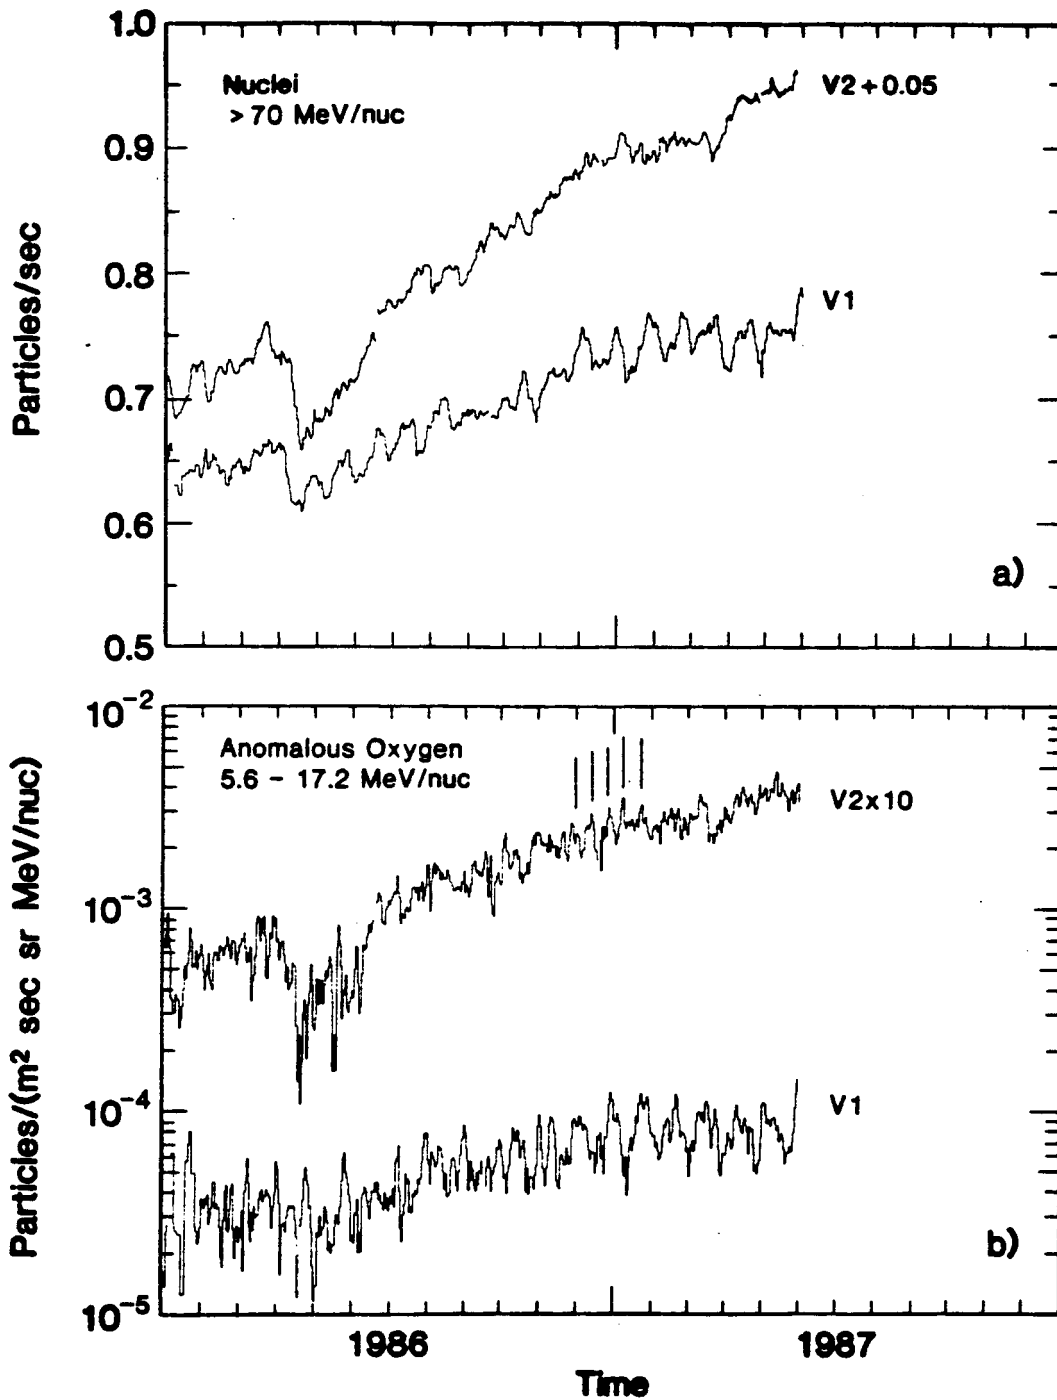 1.0
0.9
0.8
0.7
0.6
0.5
Particles/sec
Nuclei
> 70 MeV/nuc
V2 + 0.05
V1
a)
10⁻²
10⁻³
10⁻⁴
10⁻⁵
Particles/(m² sec sr MeV/nuc)
Anomalous Oxygen
5.6 - 17.2 MeV/nuc
V2x10
V1
b)
1986
1987
Time